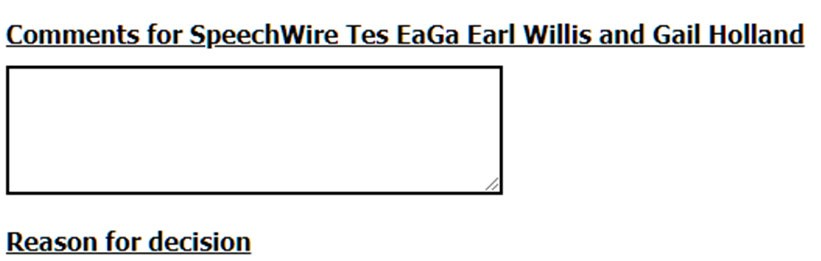 Comments for SpeechWire Tes EaGa Earl Willis and Gail Holland
Reason for decision